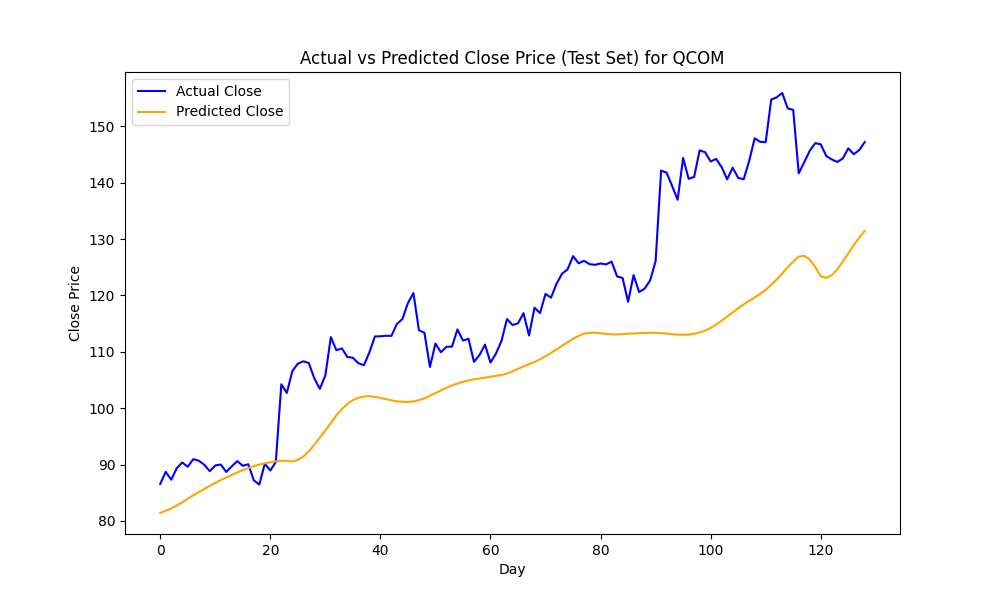 Actual vs Predicted Close Price (Test Set) for QCOM
Actual Close
Predicted Close
Close Price
150
140
130
120
110
100
90
80
0 20 40 60 80 100 120
Day